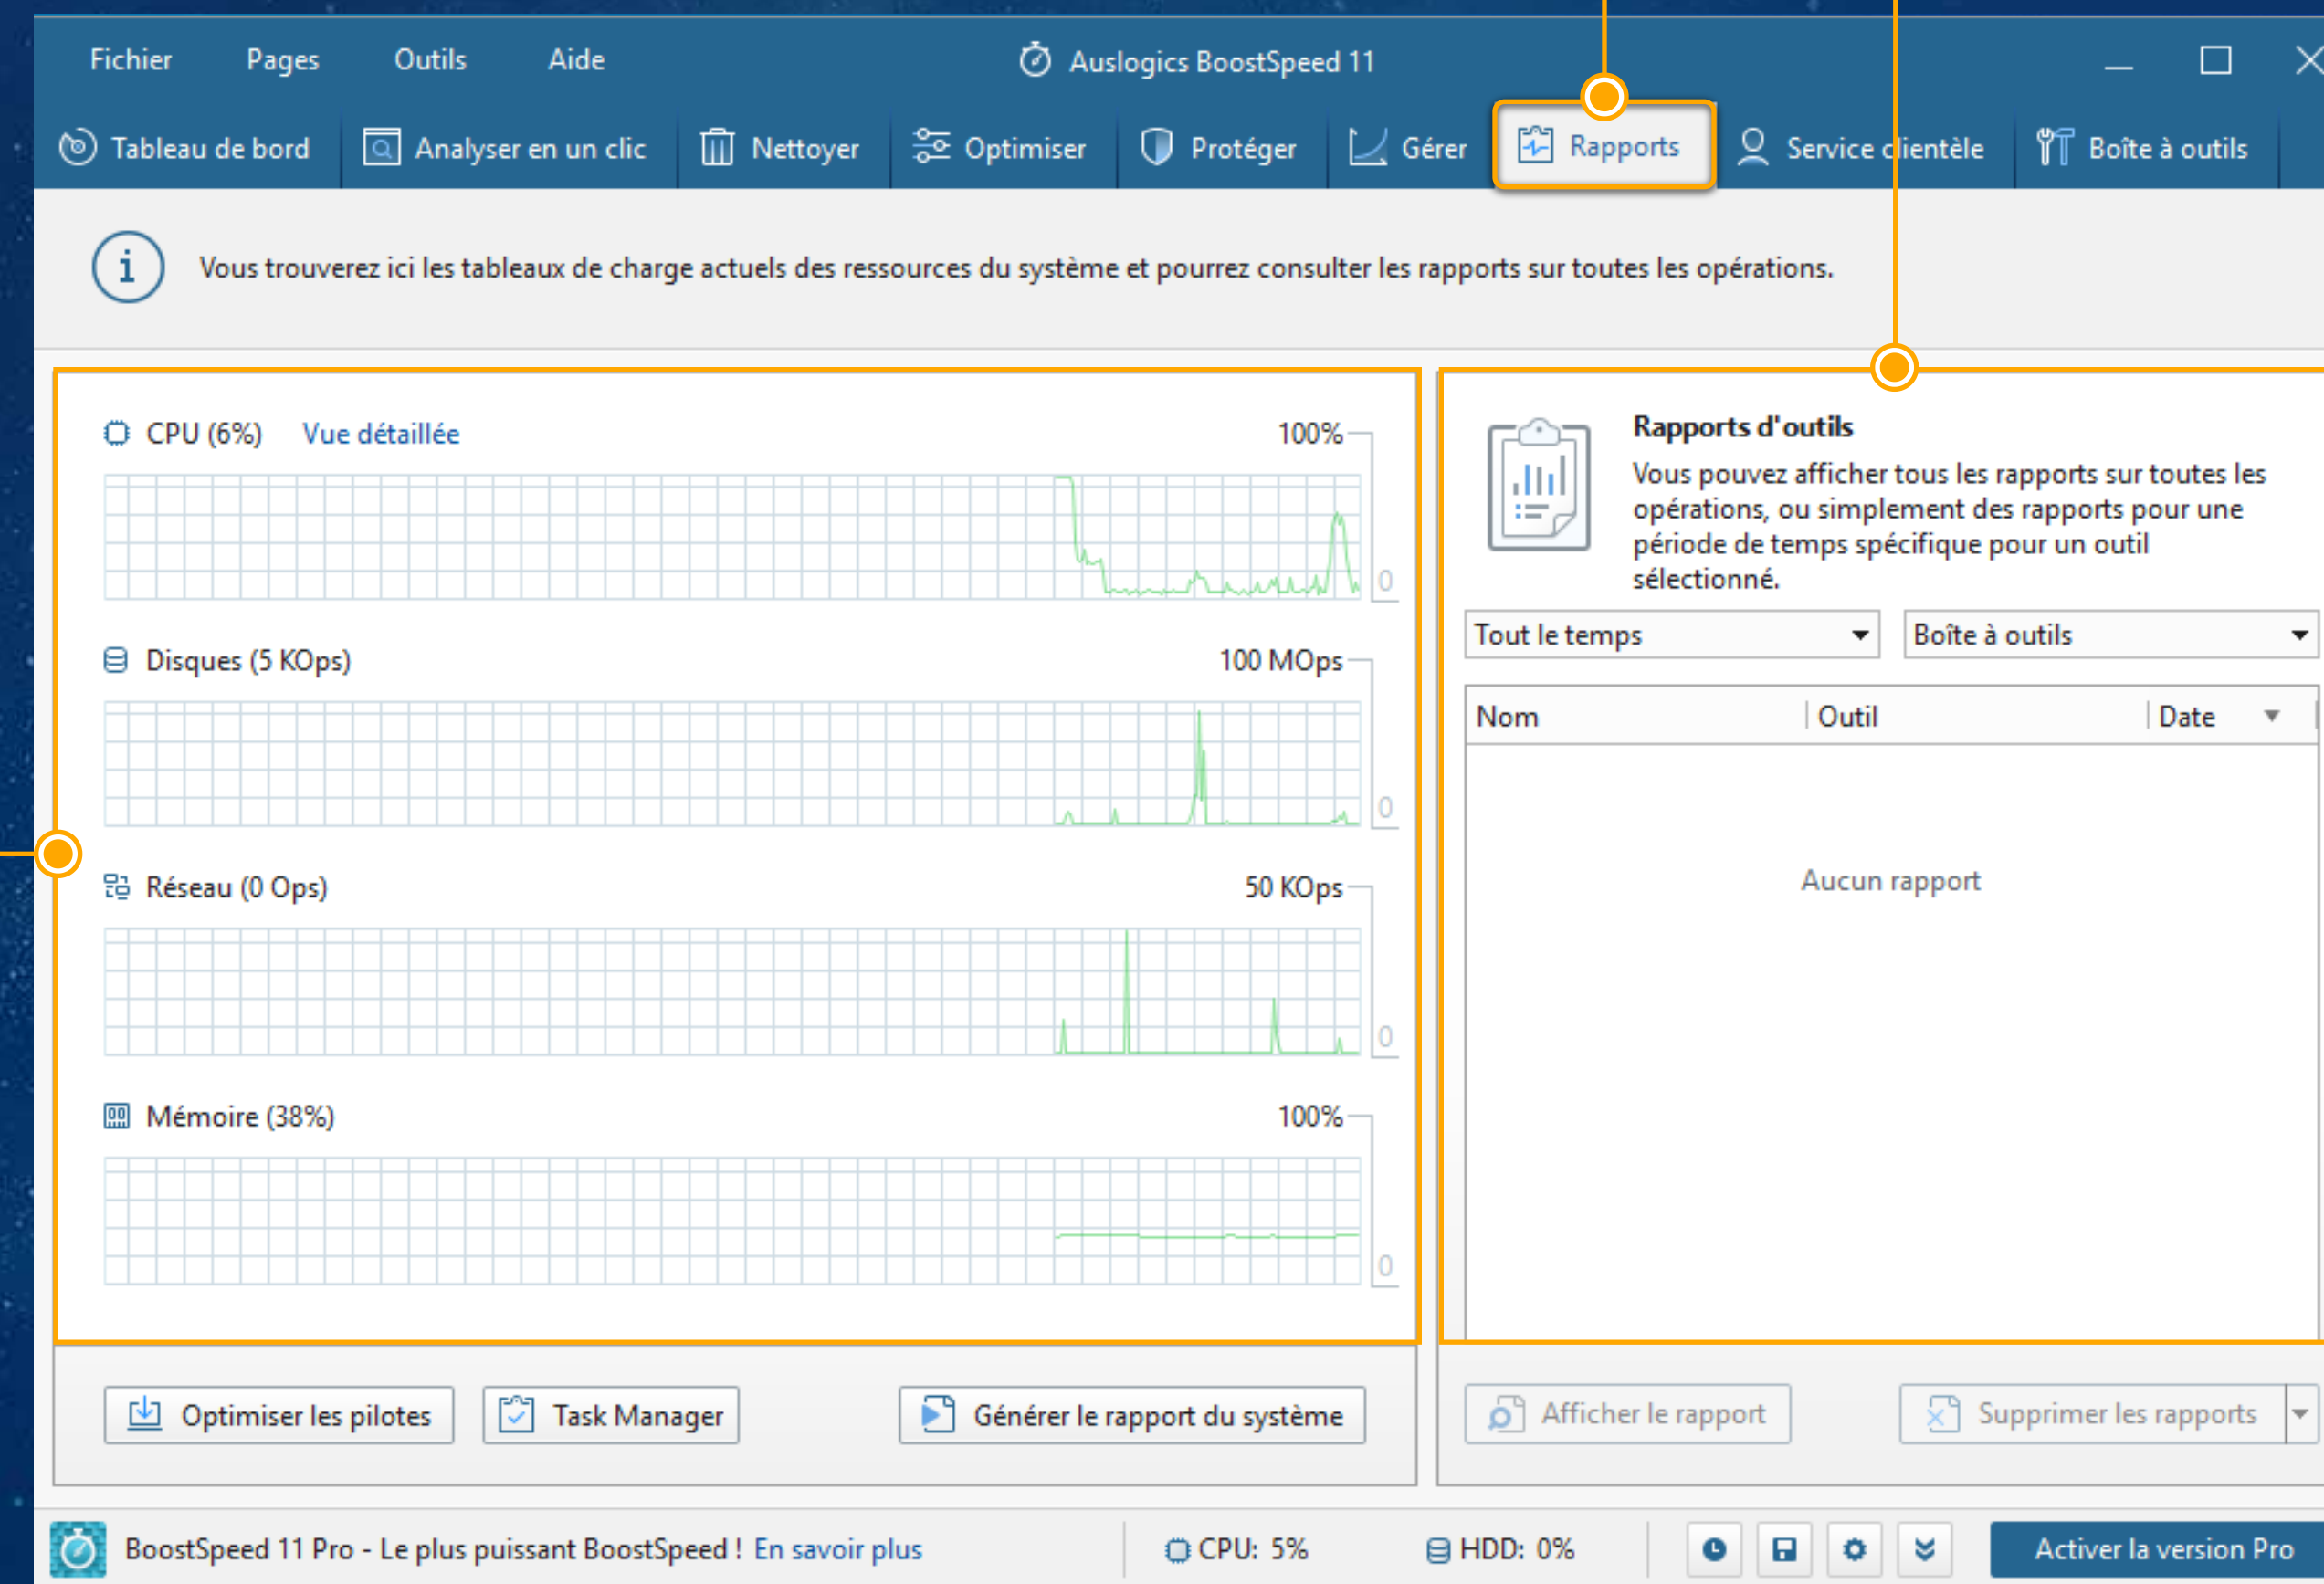 Fichier Pages Outils Aide Auslogics BoostSpeed 11
Tableau de bord Analyser en un clic Nettoyer Optimiser Protéger Gérer Rapports Service clientèle Boîte à outils
Vous trouverez ici les tableaux de charge actuels des ressources du système et pourrez consulter les rapports sur toutes les opérations.
CPU (6%) Vue détaillée 100%
0
Disques (5 KOps) 100 MOps
0
Réseau (0 Ops) 50 KOps
0
Mémoire (38%) 100%
0
Optimiser les pilotes Task Manager Générer le rapport du système
Rapports d'outils
Vous pouvez afficher tous les rapports sur toutes les
opérations, ou simplement des rapports pour une
période de temps spécifique pour un outil
sélectionné.
Tout le temps Boîte à outils
Nom Outil Date
Aucun rapport
Afficher le rapport Supprimer les rapports
BoostSpeed 11 Pro - Le plus puissant BoostSpeed ! En savoir plus CPU: 5% HDD: 0% Activer la version Pro